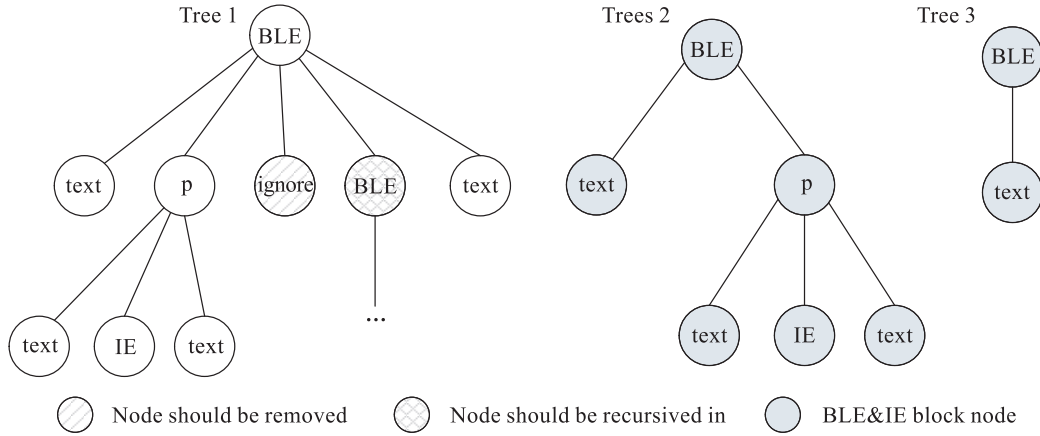 Tree 1
Trees 2
Tree 3
BLE
BLE
BLE
text
p
ignore
BLE
text
text
p
text
text
IE
text
...
text
IE
text
Node should be removed
Node should be recursived in
BLE&IE block node